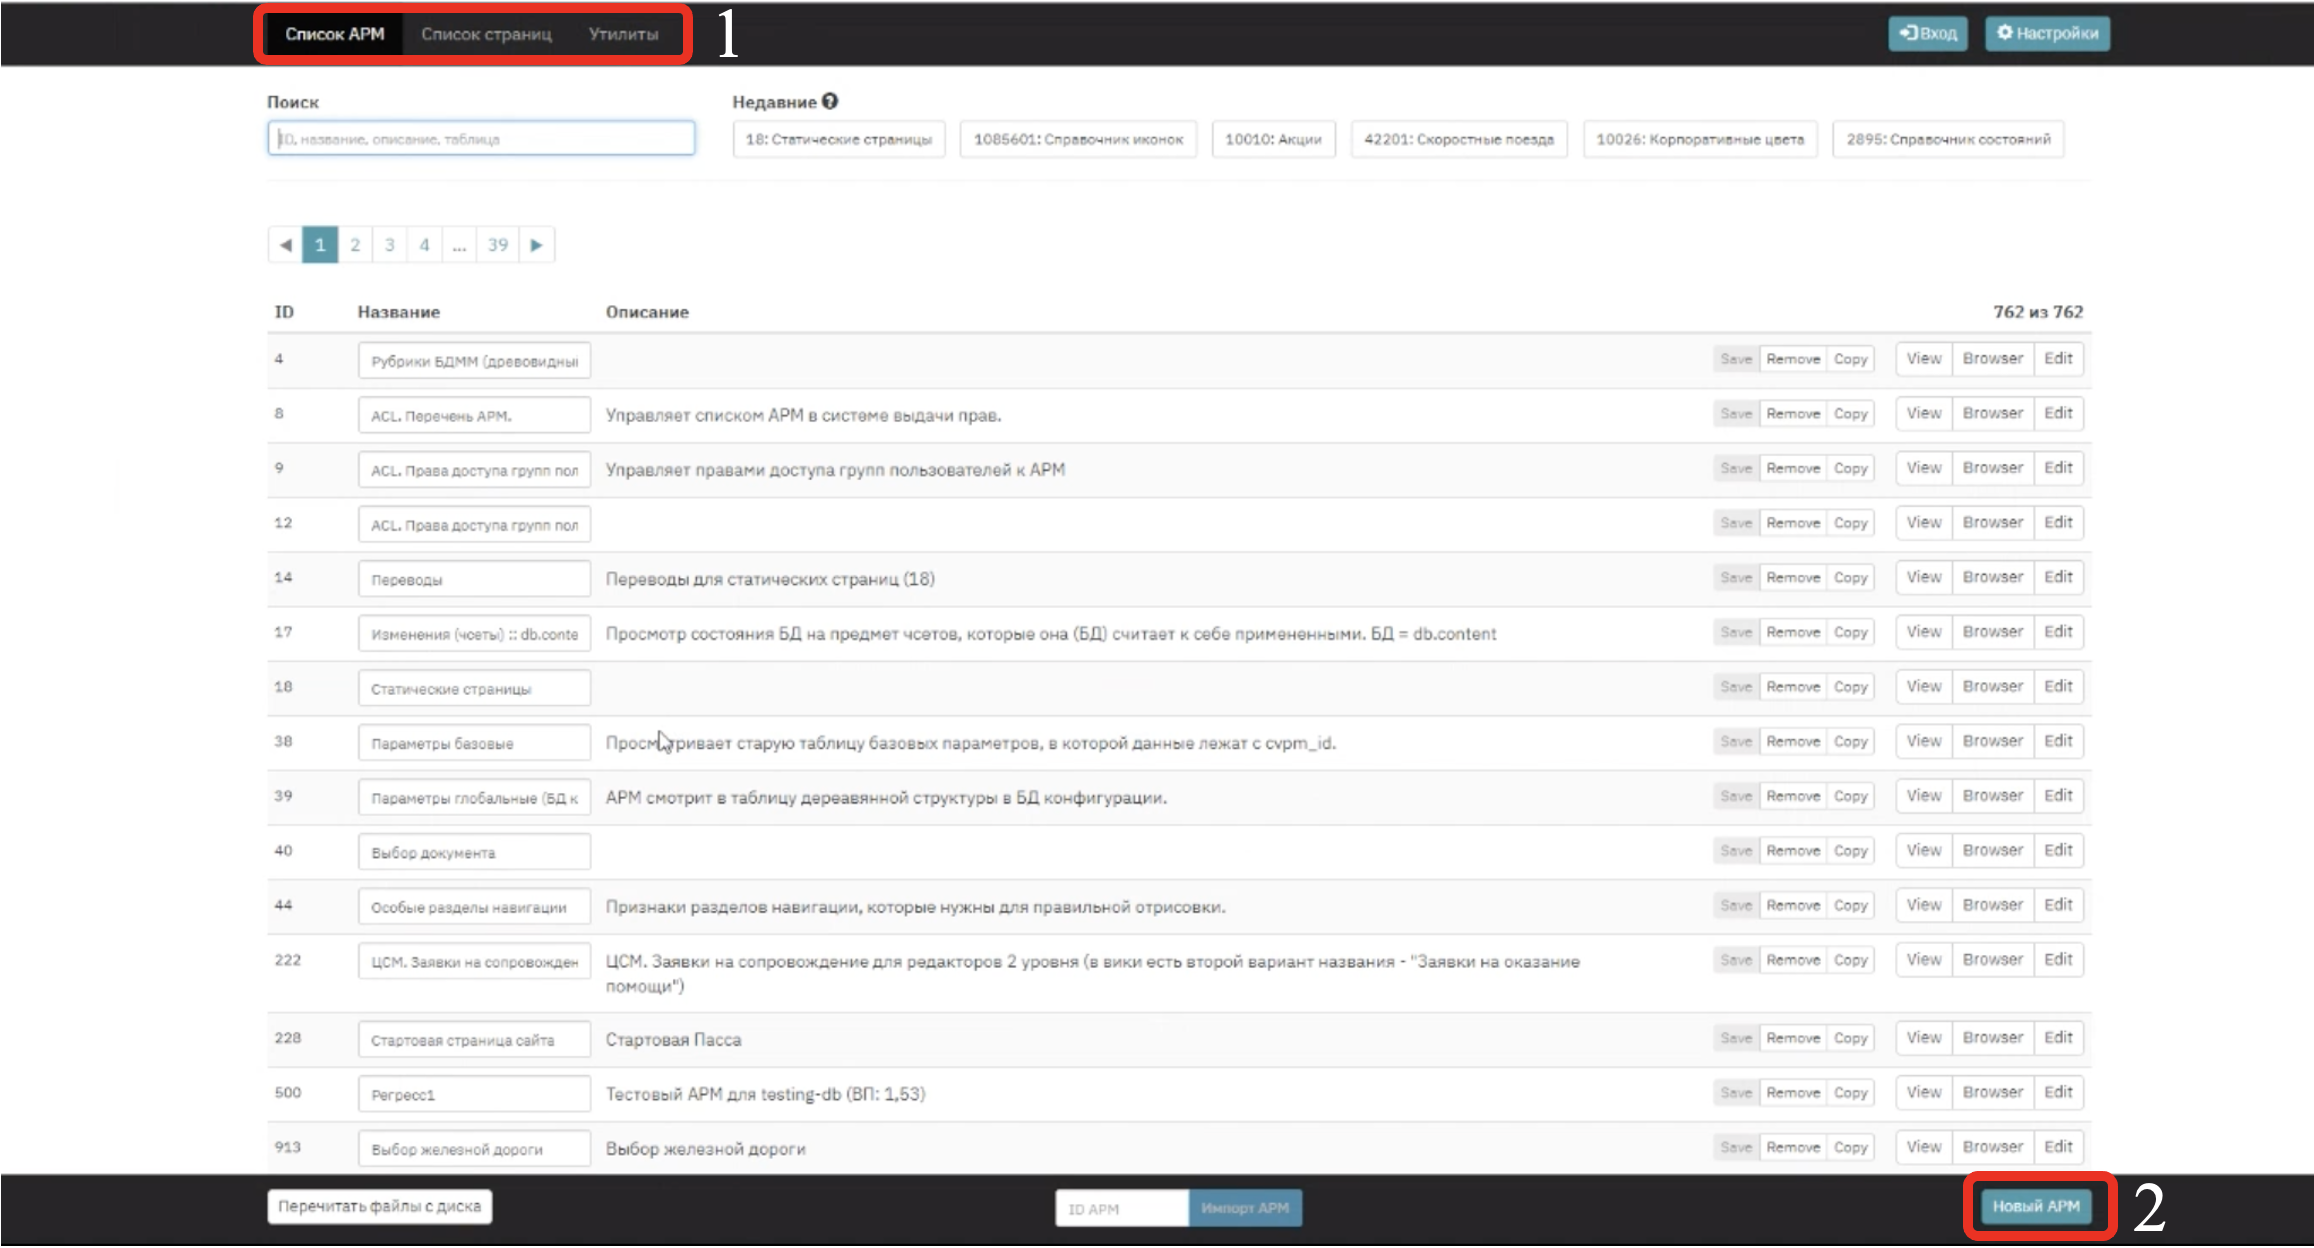 Список АРМ Список страниц Утилиты 1 Вход Настройки
Поиск Недавние
ID, название, описание, таблица 18: Статические страницы 1085601: Справочник иконок 10010: Акции 42201: Скоростные поезда 10026: Корпоративные цвета 2895: Справочник состояний
1 2 3 4 ... 39
ID Название Описание 762 из 762
4 Рубрики БДММ (древовидны Save Remove Copy View Browser Edit
8 ACL. Перечень АРМ. Управляет списком АРМ в системе выдачи прав. Save Remove Copy View Browser Edit
9 ACL. Права доступа групп пол Управляет правами доступа групп пользователей к АРМ Save Remove Copy View Browser Edit
12 ACL. Права доступа групп пол Save Remove Copy View Browser Edit
14 Переводы Переводы для статических страниц (18) Save Remove Copy View Browser Edit
17 Изменения (чсеты) :: db.conte Просмотр состояния БД на предмет чсетов, которые она (БД) считает к себе примененными. БД = db.content Save Remove Copy View Browser Edit
18 Статические страницы Save Remove Copy View Browser Edit
38 Параметры базовые Просматривает старую таблицу базовых параметров, в которой данные лежат с cvpm_id. Save Remove Copy View Browser Edit
39 Параметры глобальные (БД к АРМ смотрит в таблицу дереавянной структуры в БД конфигурации. Save Remove Copy View Browser Edit
40 Выбор документа Save Remove Copy View Browser Edit
44 Особые разделы навигации Признаки разделов навигации, которые нужны для правильной отрисовки. Save Remove Copy View Browser Edit
222 ЦСМ. Заявки на сопровожден ЦСМ. Заявки на сопровождение для редакторов 2 уровня (в вики есть второй вариант названия - "Заявки на оказание Save Remove Copy View Browser Edit
помощи")
228 Стартовая страница сайта Стартовая Пасса Save Remove Copy View Browser Edit
500 Регресс1 Тестовый АРМ для testing-db (ВП: 1,53) Save Remove Copy View Browser Edit
913 Выбор железной дороги Выбор железной дороги Save Remove Copy View Browser Edit
Перечитать файлы с диска ID АРМ Импорт АРМ Новый АРМ 2